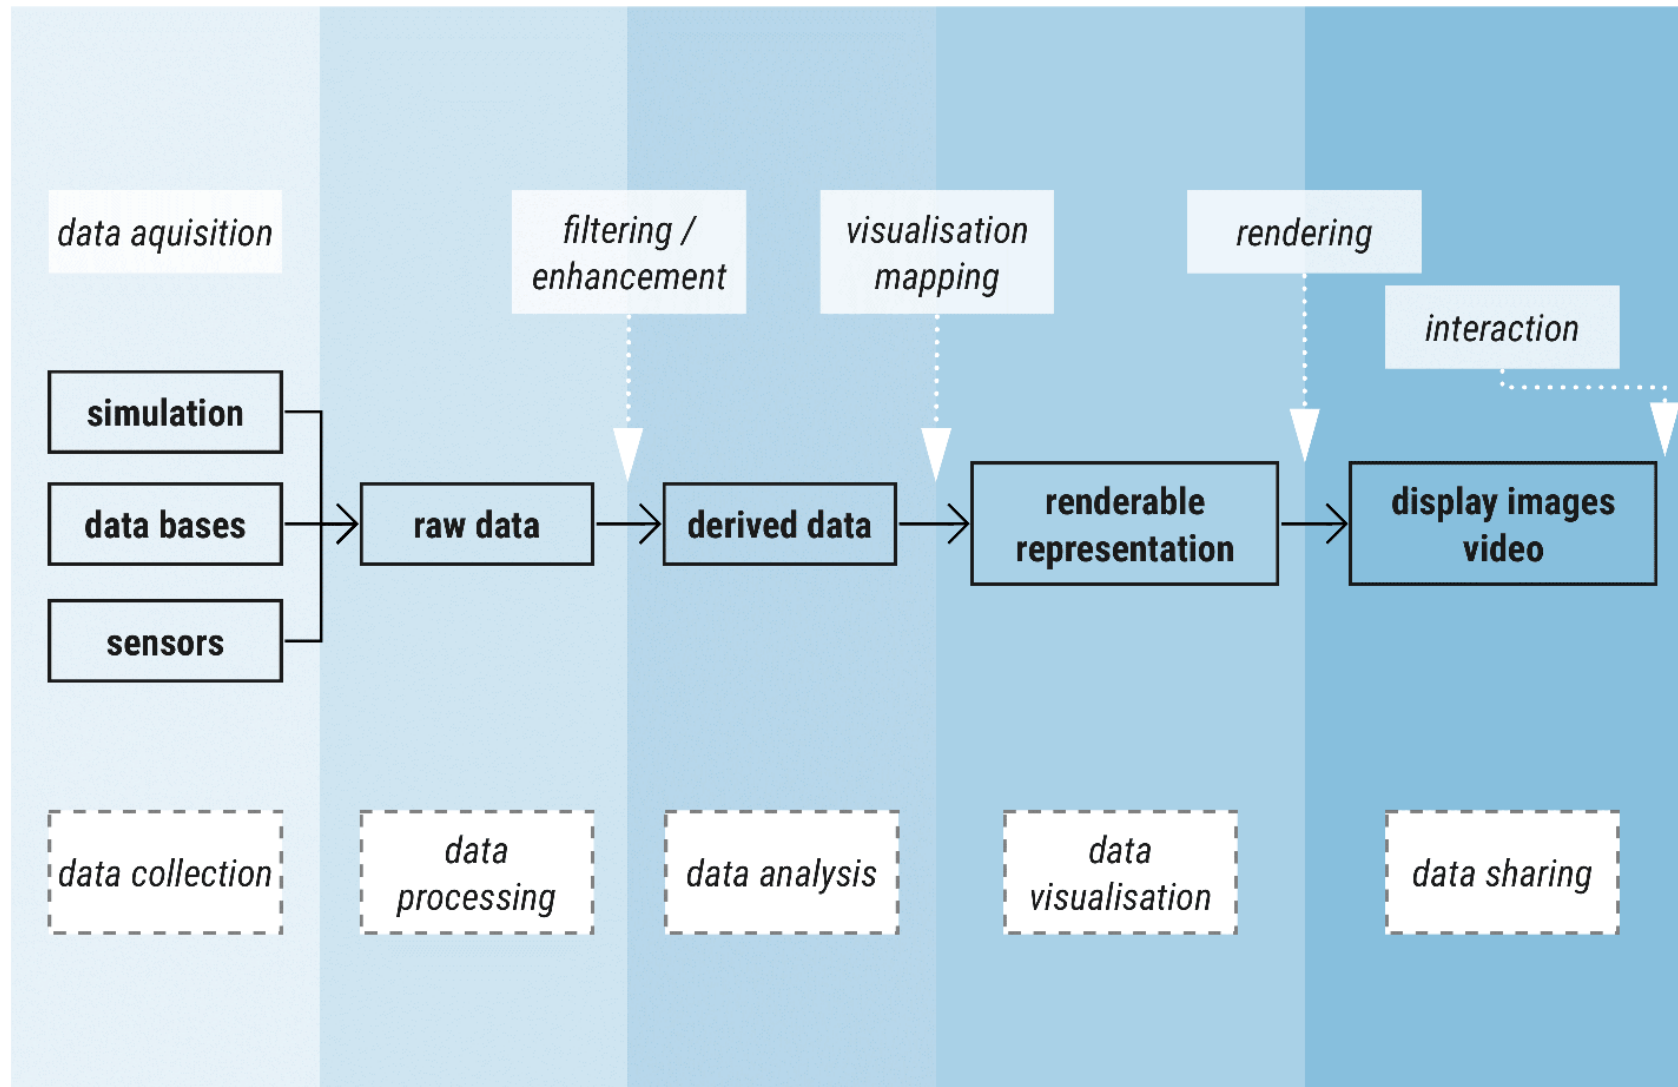 data aquisition
filtering /
enhancement
visualisation
mapping
rendering
interaction
simulation
data bases
sensors
raw data
derived data
renderable
representation
display images
video
data collection
data
processing
data analysis
data
visualisation
data sharing